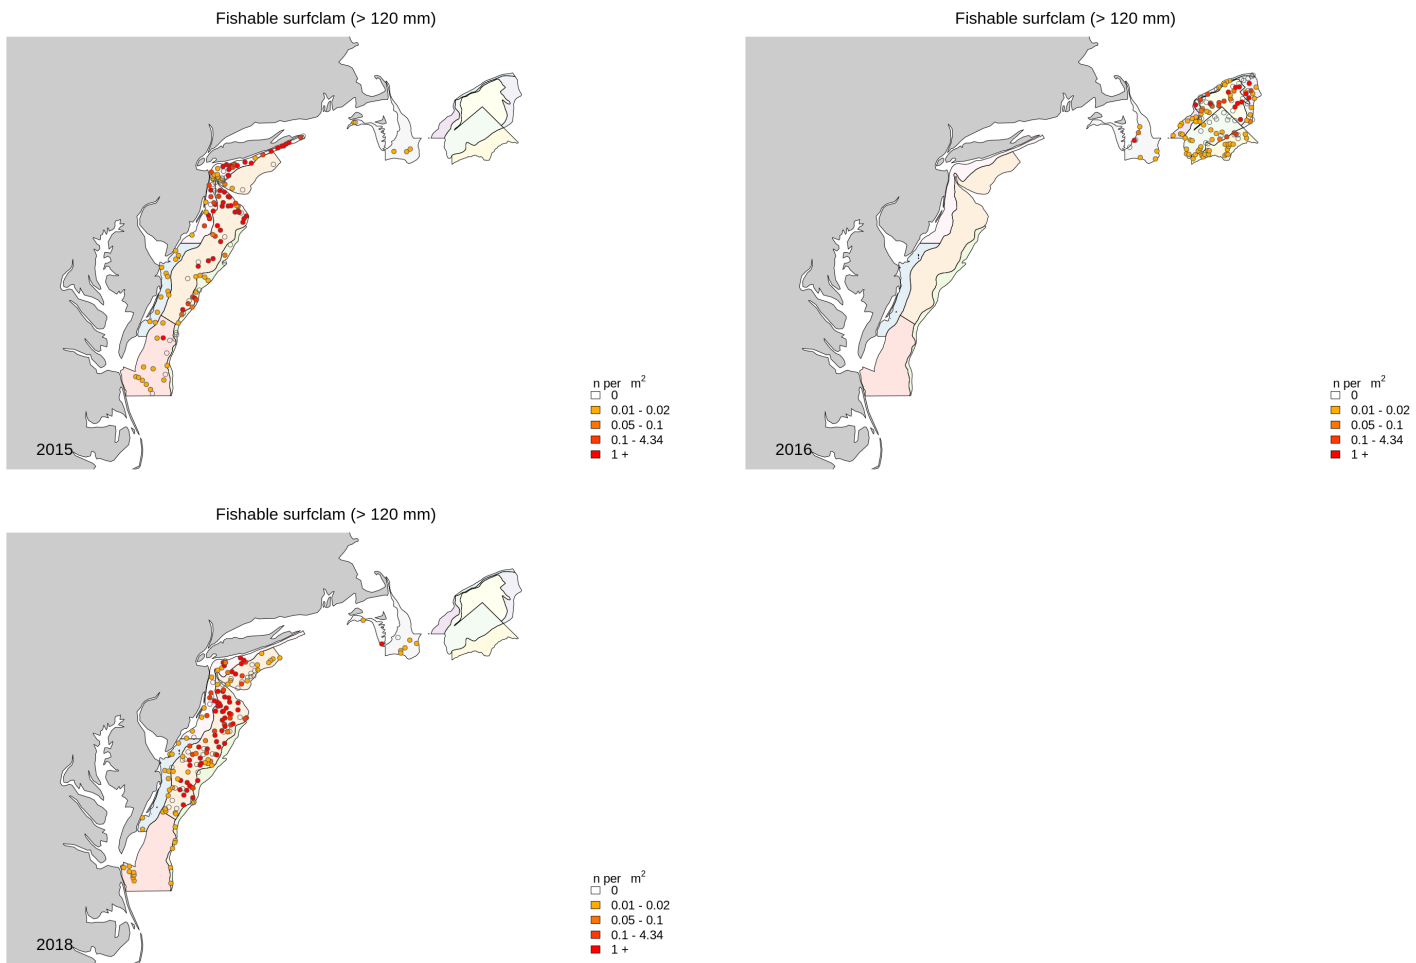 Fishable surfclam (> 120 mm)
n per m²
0
0.01 - 0.02
0.05 - 0.1
0.1 - 4.34
1 +
2015
Fishable surfclam (> 120 mm)
n per m²
0
0.01 - 0.02
0.05 - 0.1
0.1 - 4.34
1 +
2016
Fishable surfclam (> 120 mm)
n per m²
0
0.01 - 0.02
0.05 - 0.1
0.1 - 4.34
1 +
2018